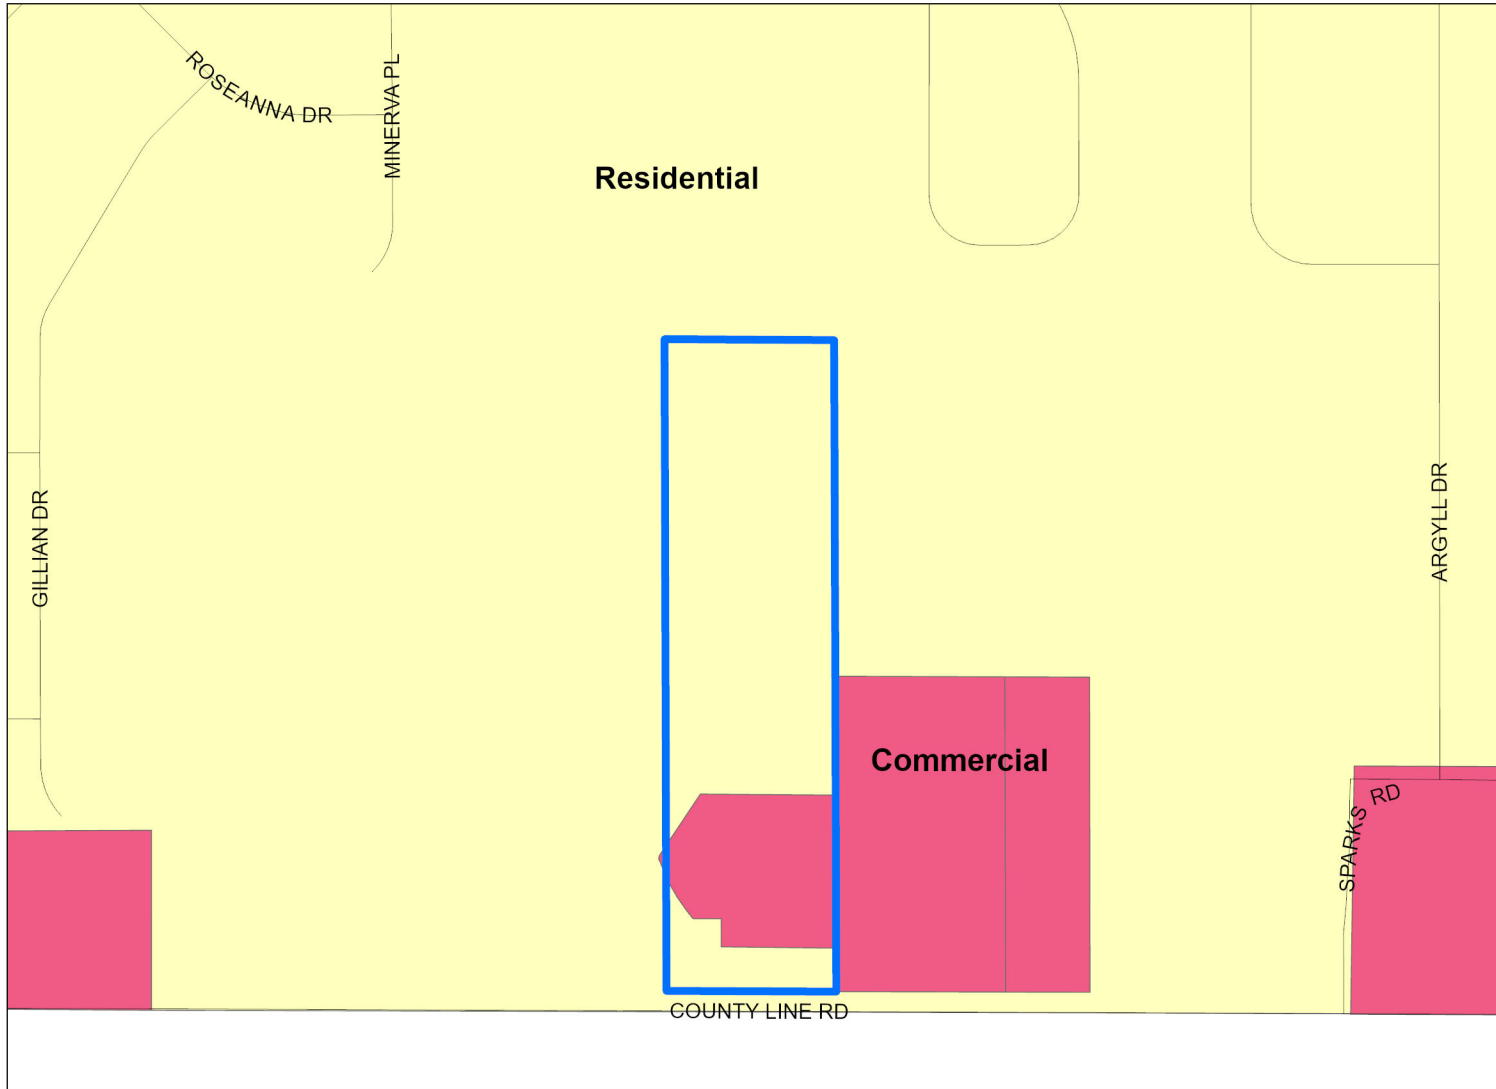 ROSEANNA DR
MINERVA PL
Residential
GILLIAN DR
ARGYLL DR
Commercial
SPARKS RD
COUNTY LINE RD